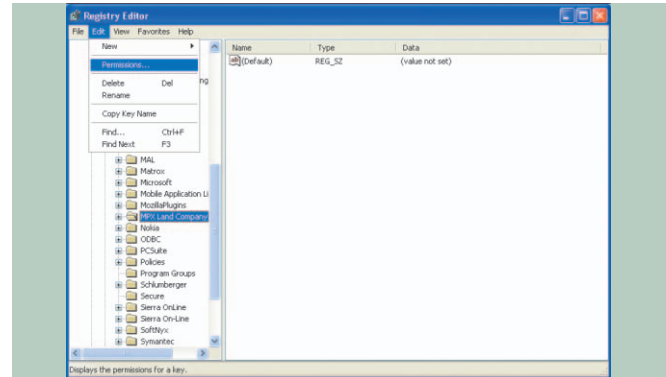 Registry Editor
File Edit View Favorites Help
New
Permissions...
Delete Del
Rename
Copy Key Name
Find... Ctrl+F
Find Next F3
ng
MAL
Matrox
Microsoft
Mobile Application Li
MozillaPlugins
MPX Land Company
Nokia
ODBC
PCSuite
Policies
Program Groups
Schlumberger
Secure
Sierra OnLine
Sierra On-Line
SoftNyx
Symantec
Name Type Data
ab (Default) REG_SZ (value not set)
Displays the permissions for a key.